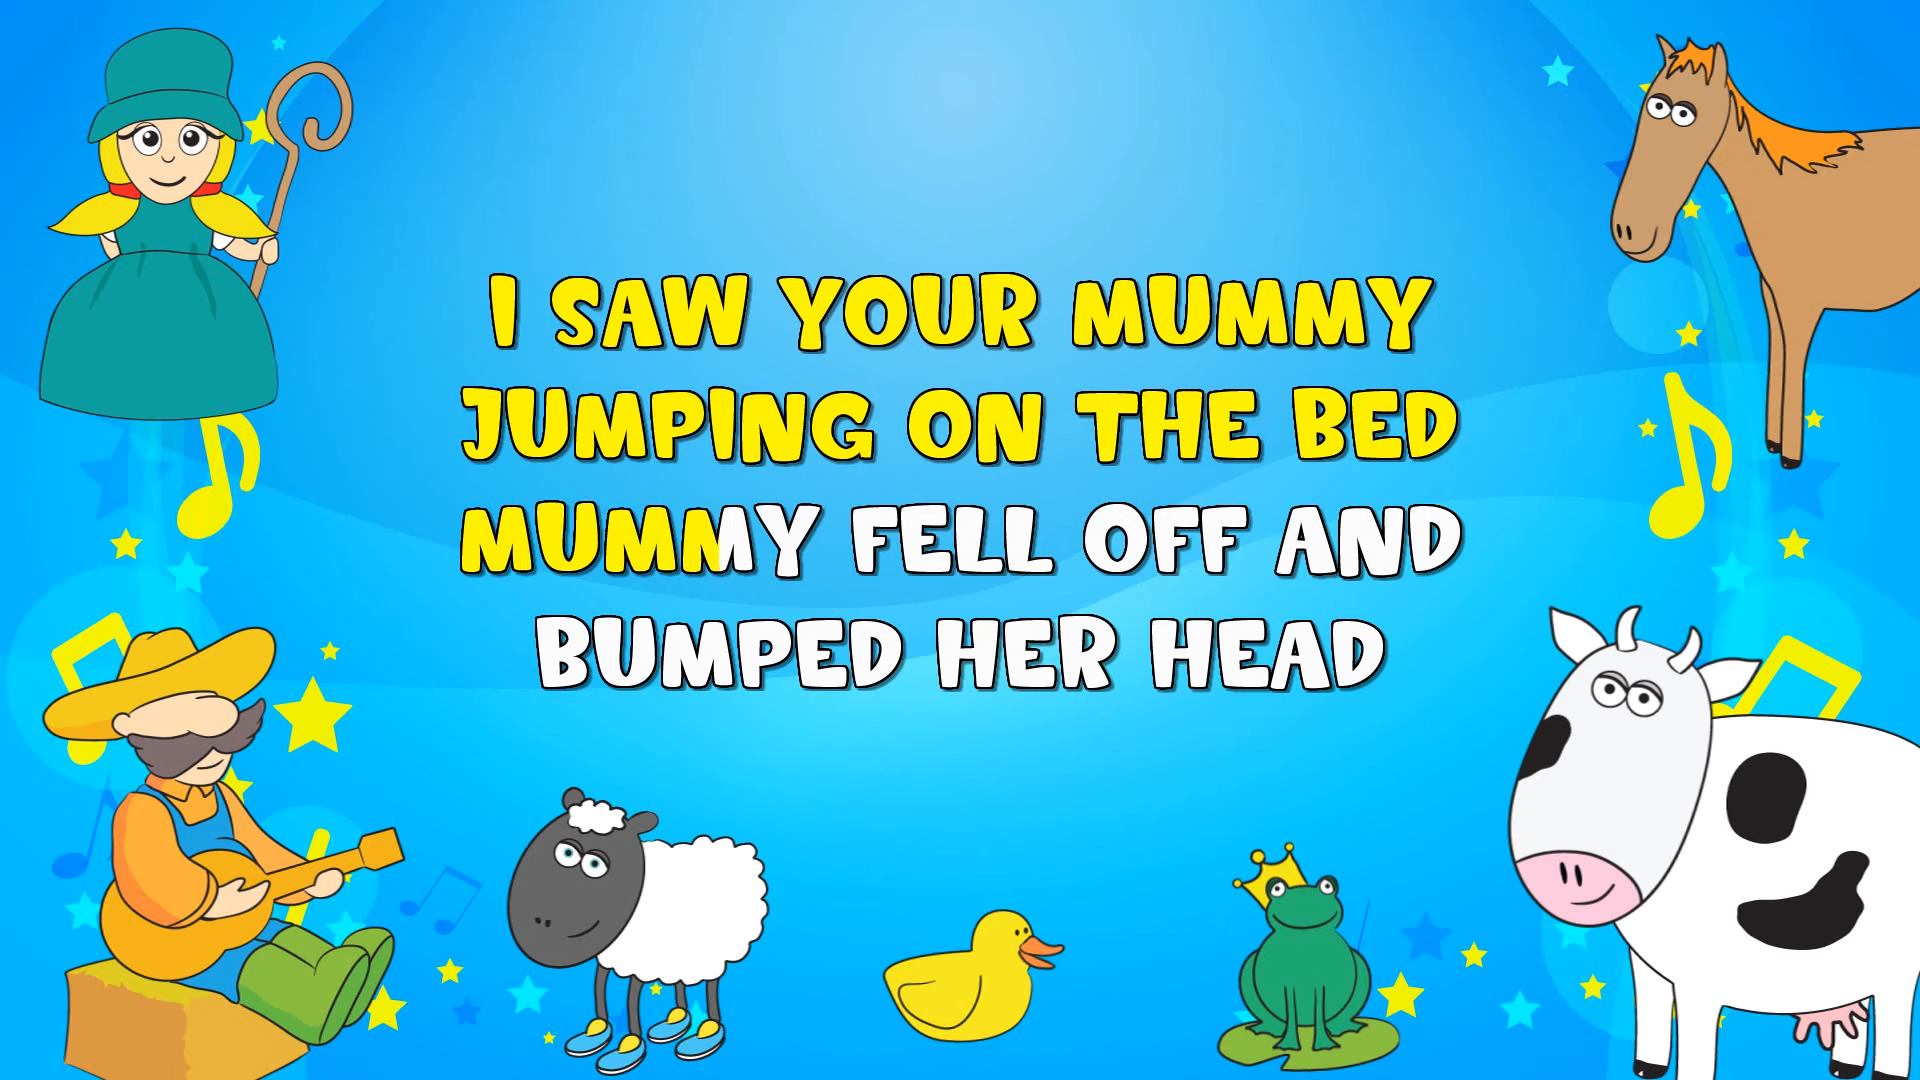 I SAW YOUR MUMMY
JUMPING ON THE BED
MUMMY FELL OFF AND
BUMPED HER HEAD